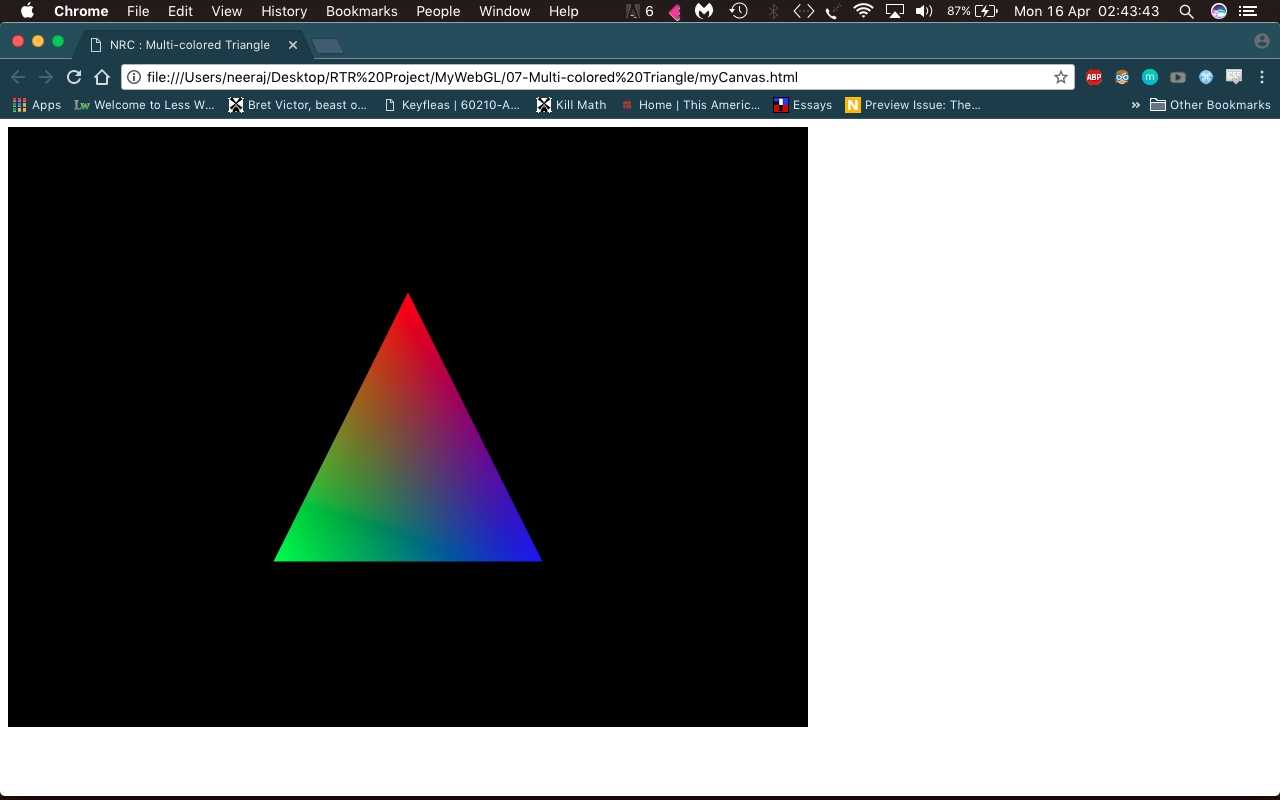 Chrome File Edit View History Bookmarks People Window Help 6 87% Mon 16 Apr 02:43:43
NRC : Multi-colored Triangle
file:///Users/neeraj/Desktop/RTR%20Project/MyWebGL/07-Multi-colored%20Triangle/myCanvas.html ABP m CSP
Apps Lw Welcome to Less W... Bret Victor, beast o... Keyfleas | 60210-A... Kill Math Home | This Americ... Essays N Preview Issue: The... » Other Bookmarks